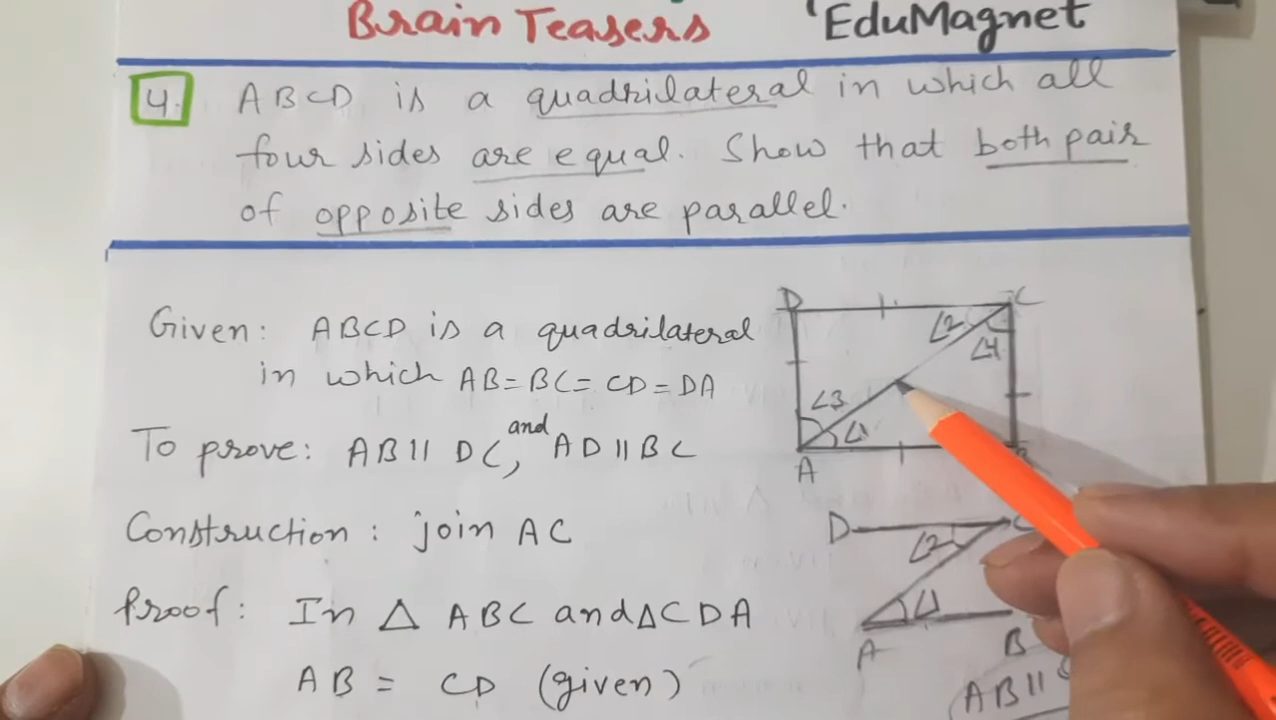 Brain Teasers 'EduMagnet
4. ABCD is a quadrilateral in which all
four sides are equal. Show that both pair
of opposite sides are parallel.
Given: ABCD is a quadrilateral
in which AB=BC=CD=DA
To prove: AB || DC, and AD || BC
Construction: join AC
Proof: In △ ABC and △CDA
AB = CD (given)
D C
∠2
∠4
∠3
∠1
A
D C
∠2
∠1
A B
AB ||